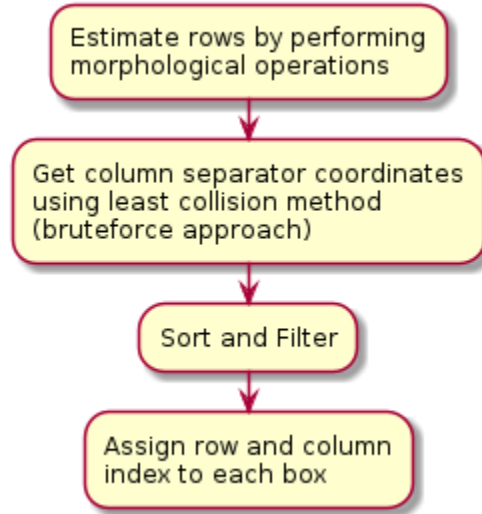 Estimate rows by performing
morphological operations
Get column separator coordinates
using least collision method
(bruteforce approach)
Sort and Filter
Assign row and column
index to each box